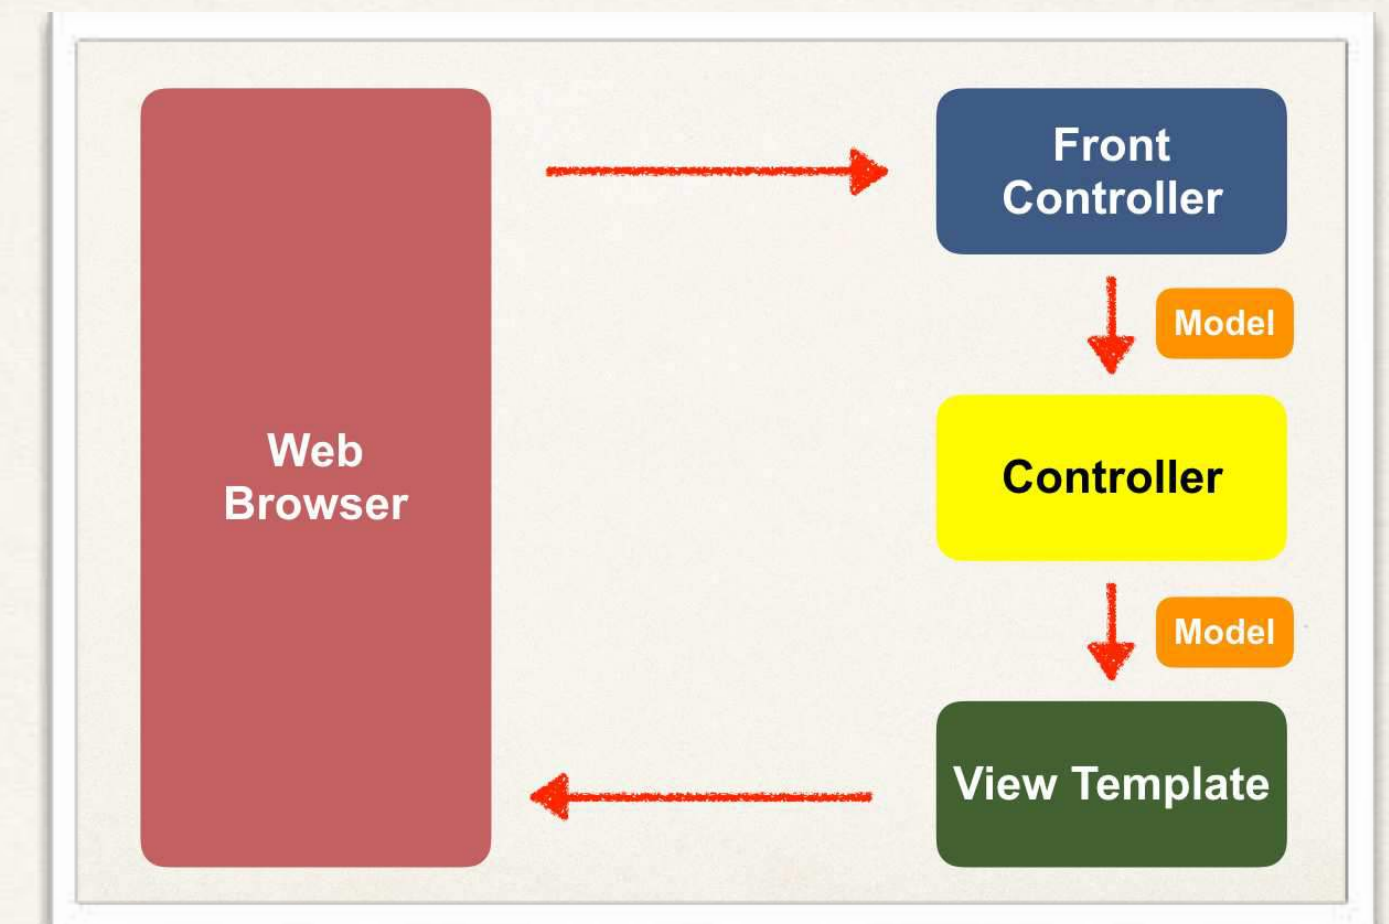 Web
Browser
Front
Controller
Model
Controller
Model
View Template